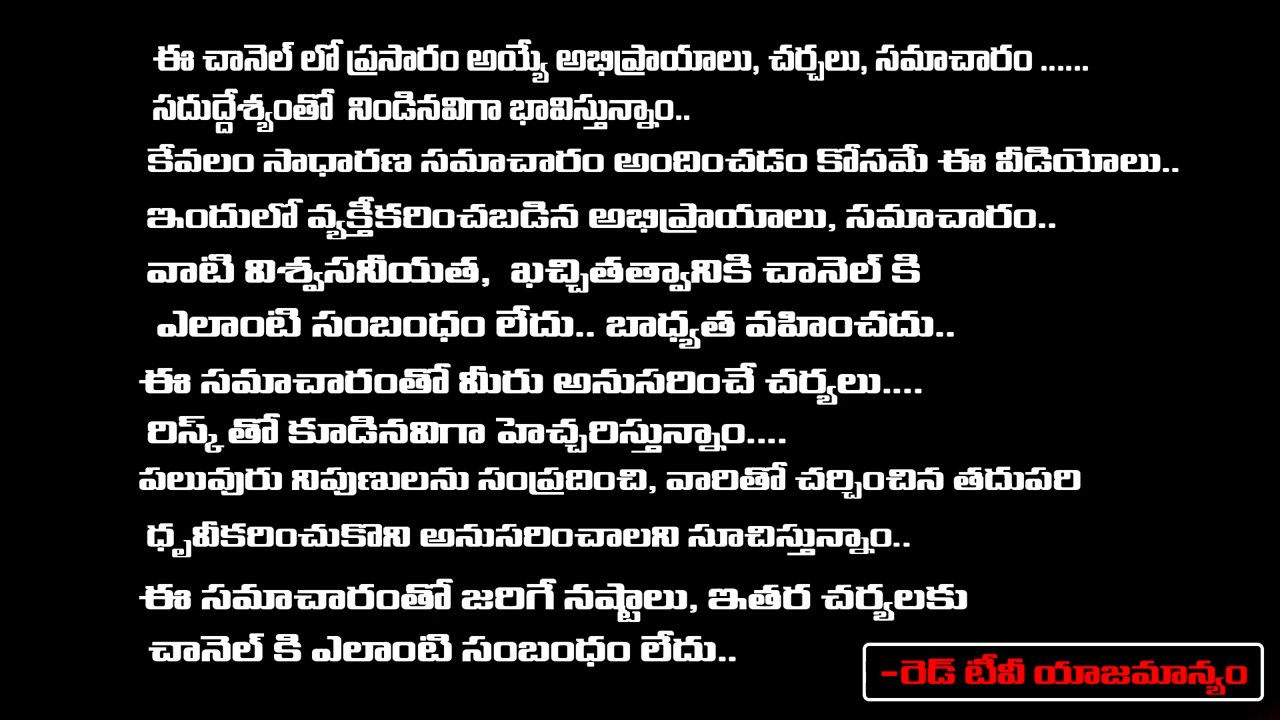 ఈ చానెల్ లో ప్రసారం అయ్యే అభిప్రాయాలు, చర్చలు, సమాచారం ......
సదుద్దేశ్యంతో నిండినవిగా భావిస్తున్నాం..
కేవలం సాధారణ సమాచారం అందించడం కోసమే ఈ వీడియోలు..
ఇందులో వ్యక్తీకరించబడిన అభిప్రాయాలు, సమాచారం..
వాటి విశ్వసనీయత, ఖచ్చితత్వానికి చానెల్ కి
ఎలాంటి సంబంధం లేదు.. బాధ్యత వహించదు..
ఈ సమాచారంతో మీరు అనుసరించే చర్యలు....
రిస్క్ తో కూడినవిగా హెచ్చరిస్తున్నాం....
పలువురు నిపుణులను సంప్రదించి, వారితో చర్చించిన తదుపరి
ధృవీకరించుకొని అనుసరించాలని సూచిస్తున్నాం..
ఈ సమాచారంతో జరిగే నష్టాలు, ఇతర చర్యలకు
చానెల్ కి ఎలాంటి సంబంధం లేదు..
-రెడ్ టీవీ యాజమాన్యం